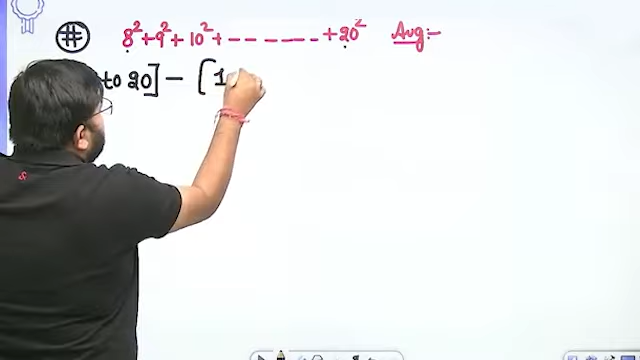 # 8² + 9² + 10² + ------ + 20² Avg:-
to 20] - [1